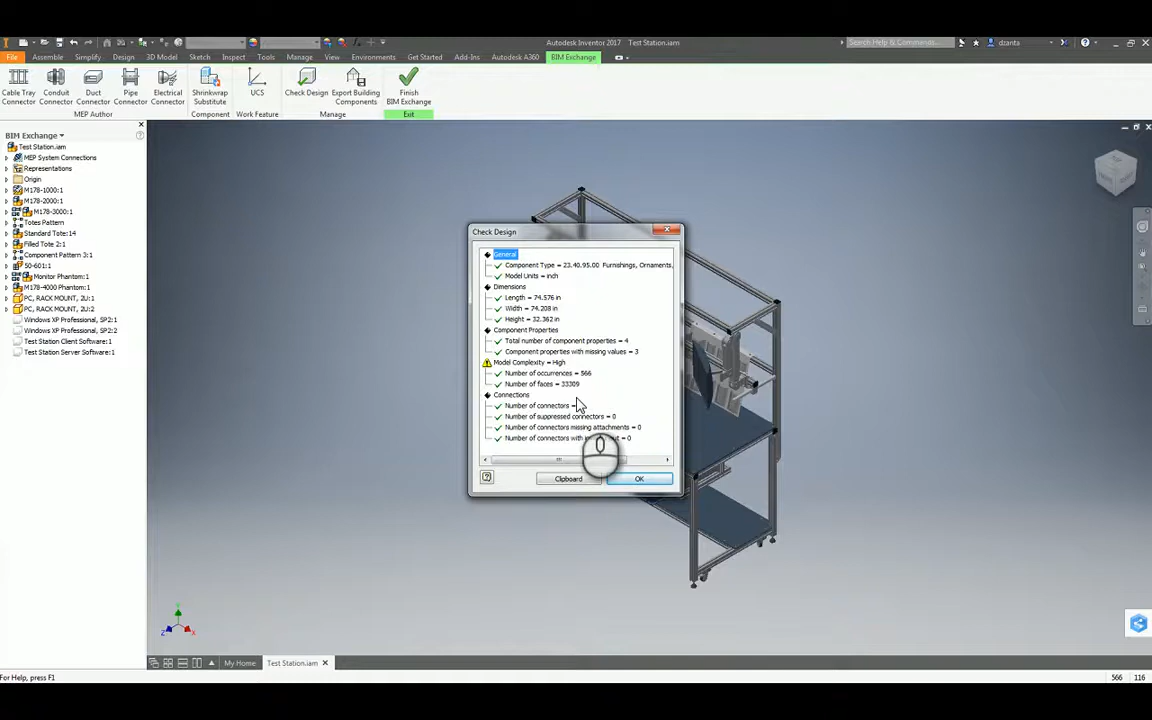 Autodesk Inventor 2017 Test Station.iam
Search Help & Commands...
dzanta
File Assemble Simplify Design 3D Model Sketch Inspect Tools Manage View Environments Get Started Add-Ins Autodesk A360 BIM Exchange
Cable Tray Connector
Conduit Connector
Duct Connector
Pipe Connector
Electrical Connector
Shrinkwrap Substitute
UCS
Check Design
Export Building Components
Finish BIM Exchange
MEP Author
Component
Work Feature
Manage
Exit
BIM Exchange
Test Station.iam
MEP System Connections
Representations
Origin
M178-1000:1
M178-2000:1
M178-3000:1
Totes Pattern
Standard Tote:14
Filled Tote 2:1
Component Pattern 3:1
50-601:1
Monitor Phantom:1
M178-4000 Phantom:1
PC, RACK MOUNT, 2U:1
PC, RACK MOUNT, 2U:2
Windows XP Professional, SP2:1
Windows XP Professional, SP2:2
Test Station Client Software:1
Test Station Server Software:1
Check Design
General
Component Type = 23.40.95.00 Furnishings, Ornaments,
Model Units = inch
Dimensions
Length = 74.576 in
Width = 74.208 in
Height = 32.362 in
Component Properties
Total number of component properties = 4
Component properties with missing values = 3
Model Complexity = High
Number of occurrences = 566
Number of faces = 33309
Connections
Number of connectors =
Number of suppressed connectors = 0
Number of connectors missing attachments = 0
Number of connectors with = 0
Clipboard
OK
My Home
Test Station.iam
For Help, press F1
566 116